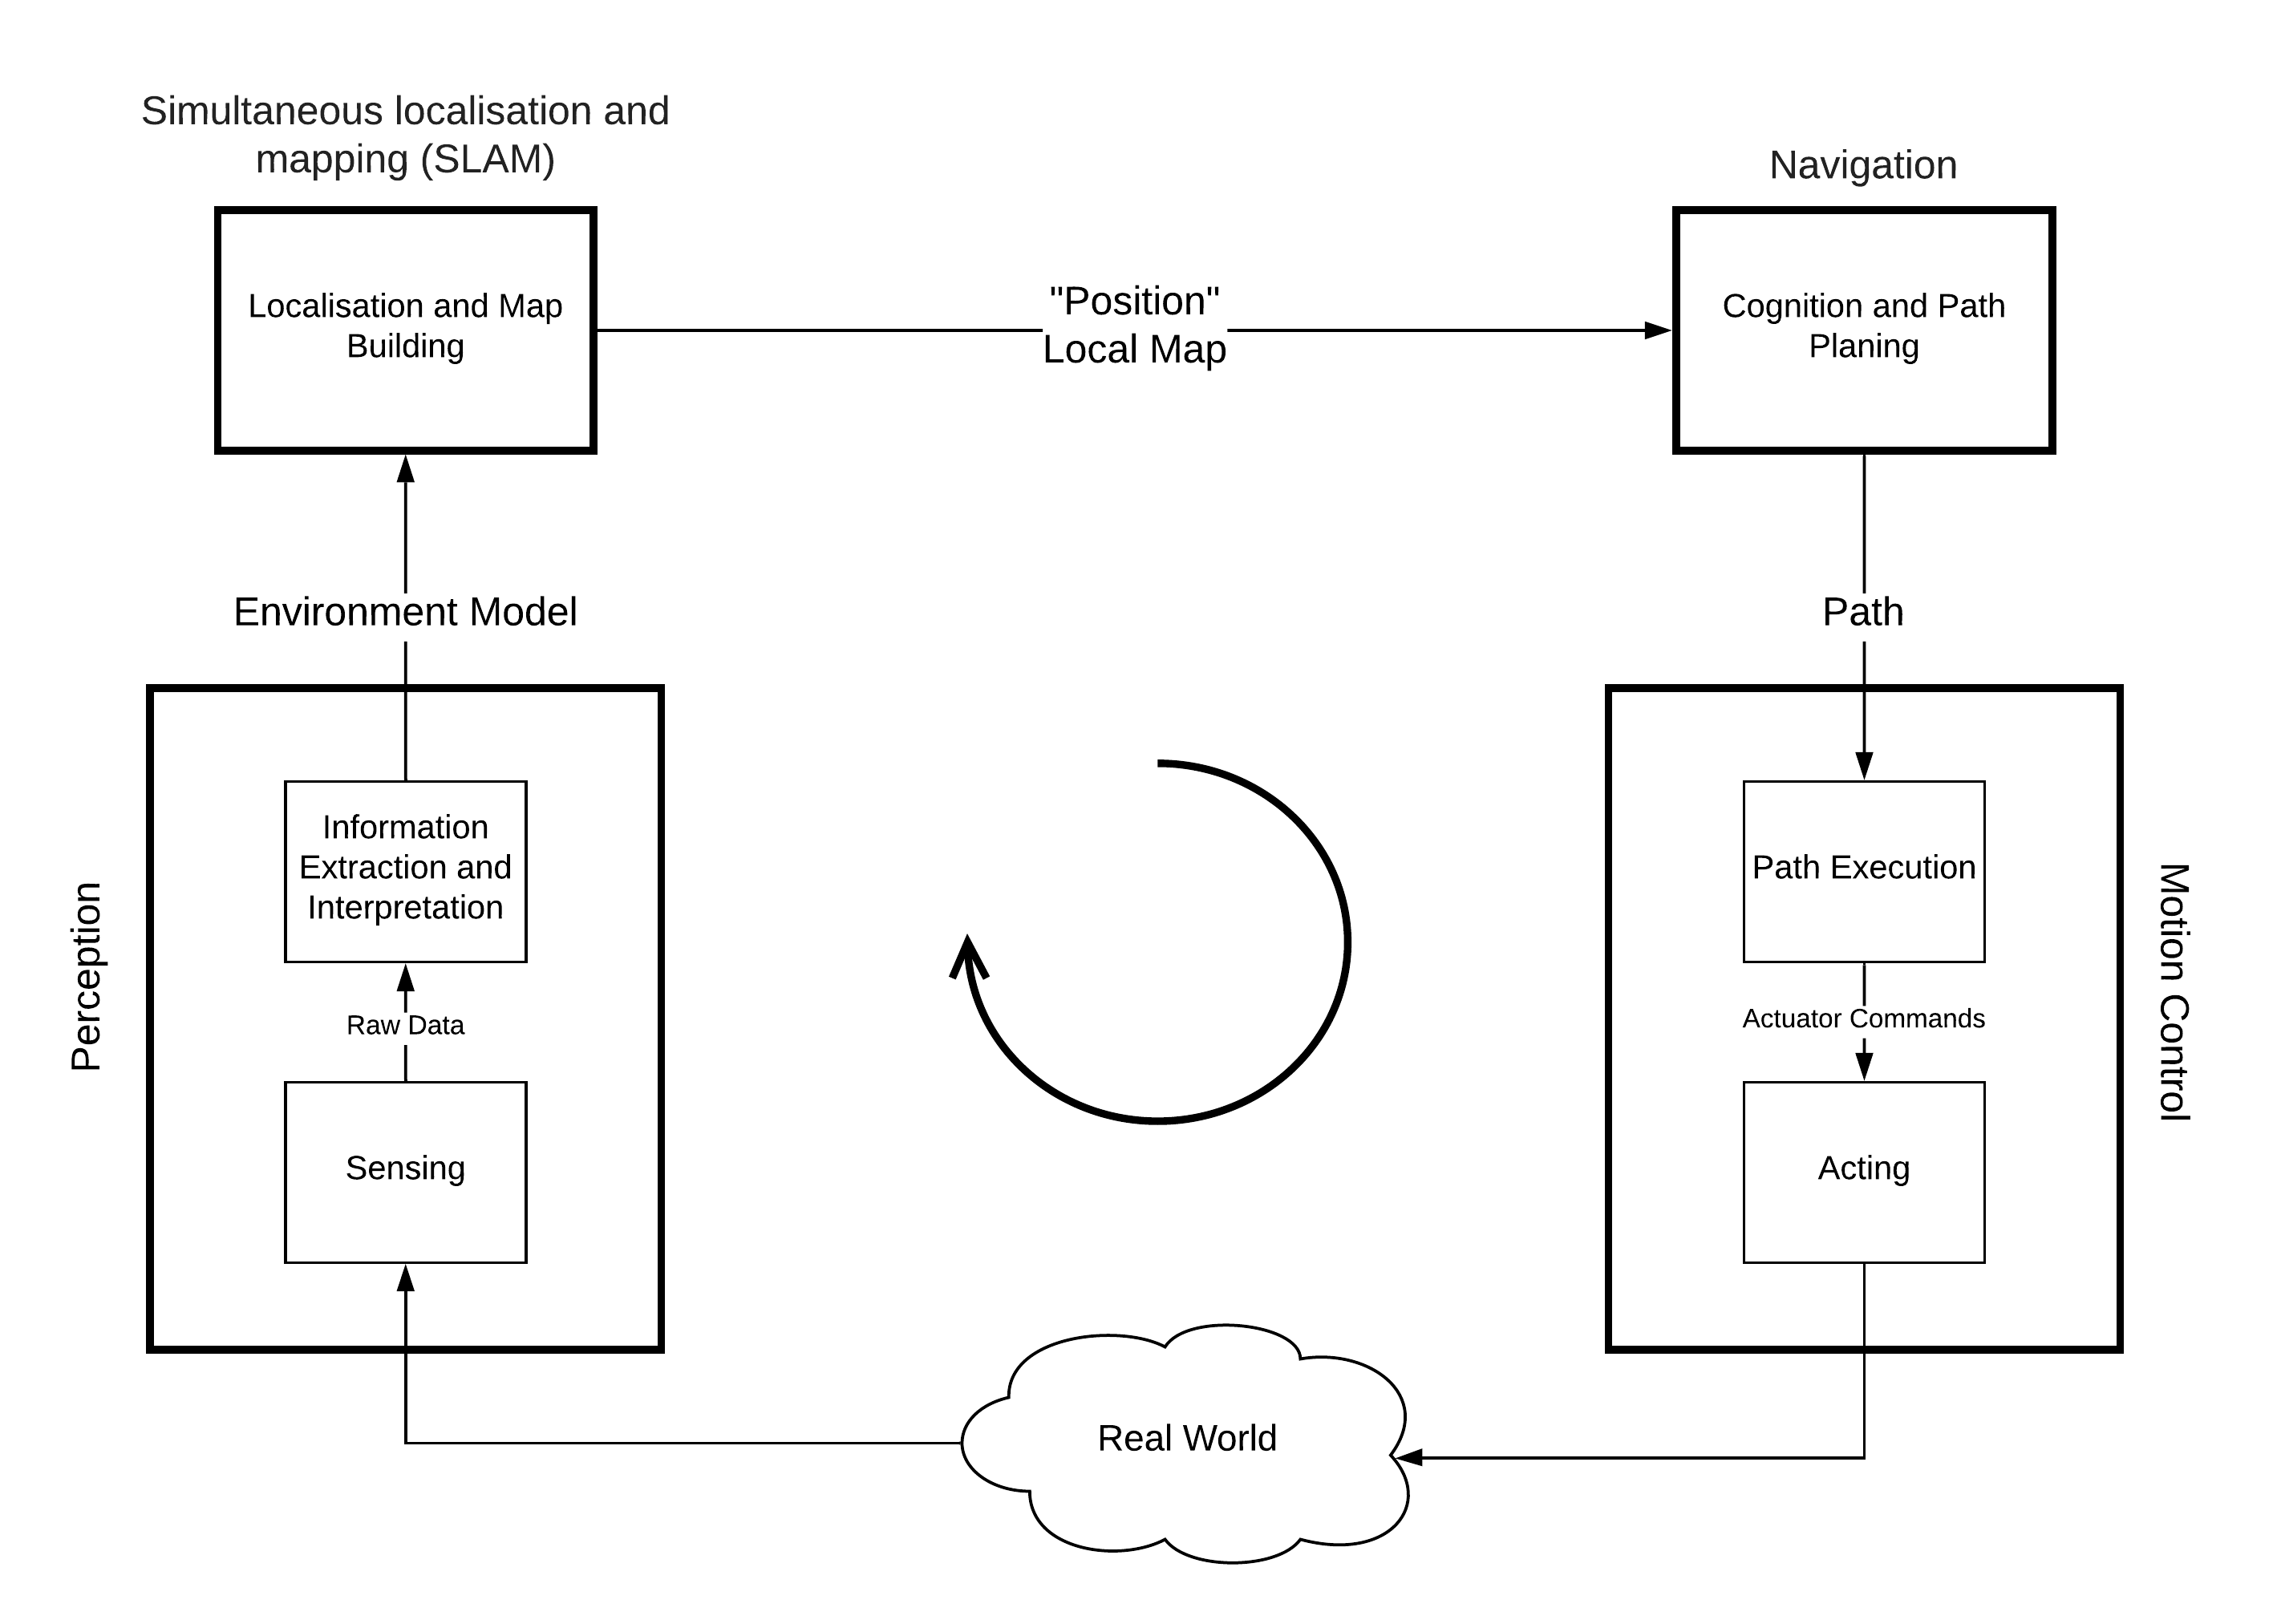 Simultaneous localisation and
mapping (SLAM)
Navigation
Localisation and Map
Building
"Position"
Local Map
Cognition and Path
Planing
Environment Model
Path
Perception
Information
Extraction and
Interpretation
Raw Data
Sensing
Path Execution
Actuator Commands
Acting
Motion Control
Real World